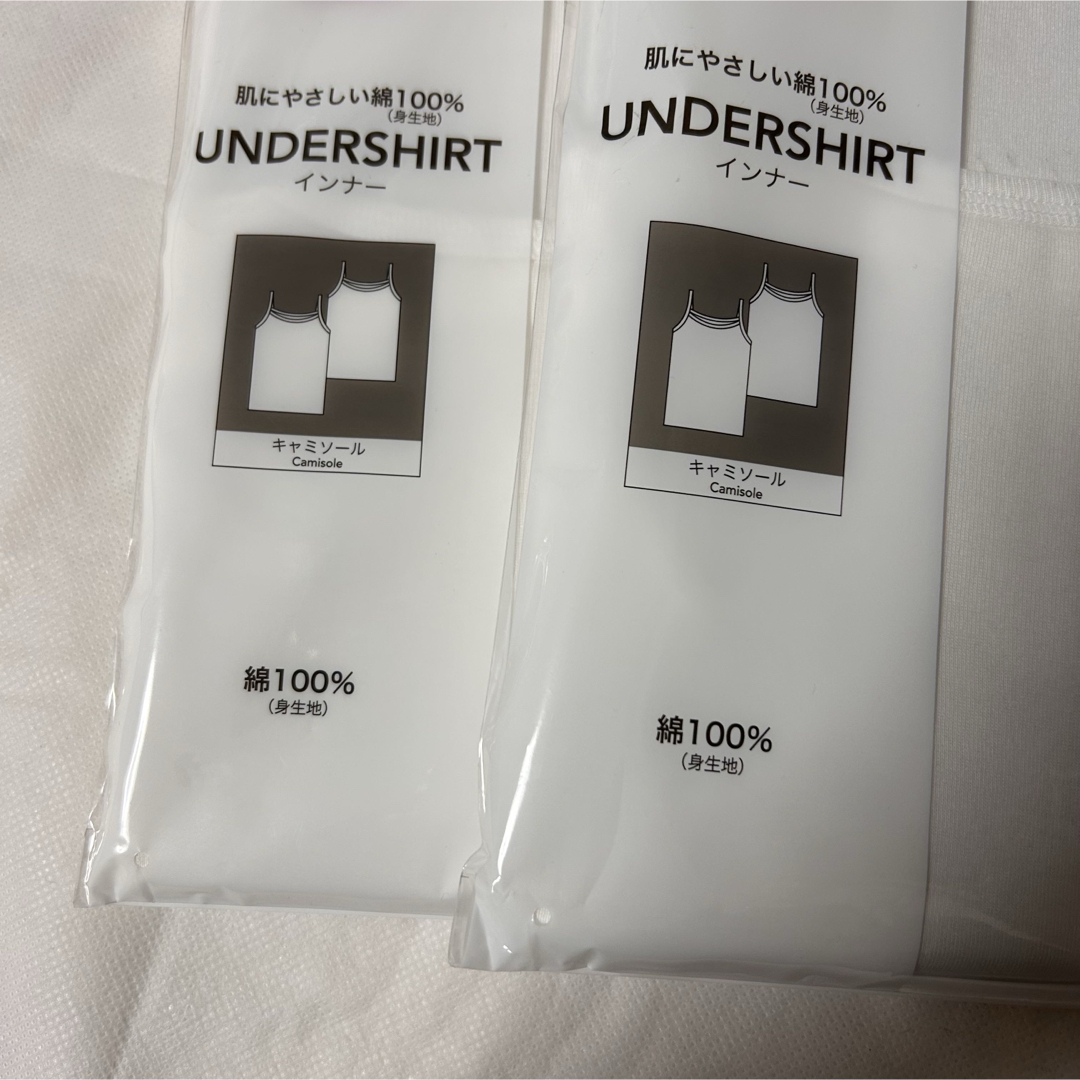 肌にやさしい綿100%
(身生地)
UNDERSHIRT
インナー
キャミソール
Camisole
綿100%
(身生地)
肌にやさしい綿100%
(身生地)
UNDERSHIRT
インナー
キャミソール
Camisole
綿100%
(身生地)